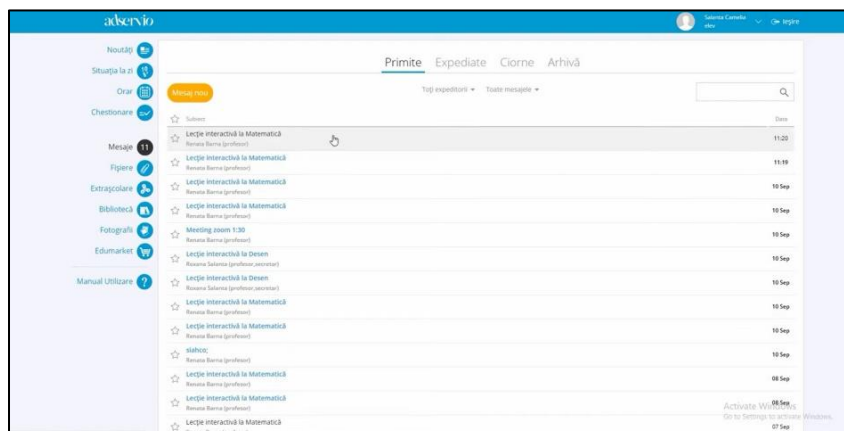 adservio
Salanta Camelia
elev
Ieșire
Noutăți
Situația la zi
Orar
Chestionare
Mesaje 11
Fișiere
Extrașcolare
Bibliotecă
Fotografii
Edumarket
Manual Utilizare ?
Primite Expediate Ciorne Arhivă
Mesaj nou
Toți expeditorii Toate mesajele
Subiect Data
Lecție interactivă la Matematică
Renata Barna (profesor)
11:20
Lecție interactivă la Matematică
Renata Barna (profesor)
11:19
Lecție interactivă la Matematică
Renata Barna (profesor)
10 Sep
Lecție interactivă la Matematică
Renata Barna (profesor)
10 Sep
Meeting zoom 1:30
Renata Barna (profesor)
10 Sep
Lecție interactivă la Desen
Roxana Salanta (profesor,secretar)
10 Sep
Lecție interactivă la Desen
Roxana Salanta (profesor,secretar)
10 Sep
Lecție interactivă la Matematică
Renata Barna (profesor)
10 Sep
Lecție interactivă la Matematică
Renata Barna (profesor)
10 Sep
slahco;
Renata Barna (profesor)
10 Sep
Lecție interactivă la Matematică
Renata Barna (profesor)
08 Sep
Lecție interactivă la Matematică
Renata Barna (profesor)
08 Sep
Lecție interactivă la Matematică
07 Sep
Activate Windows
Go to Settings to activate Windows.